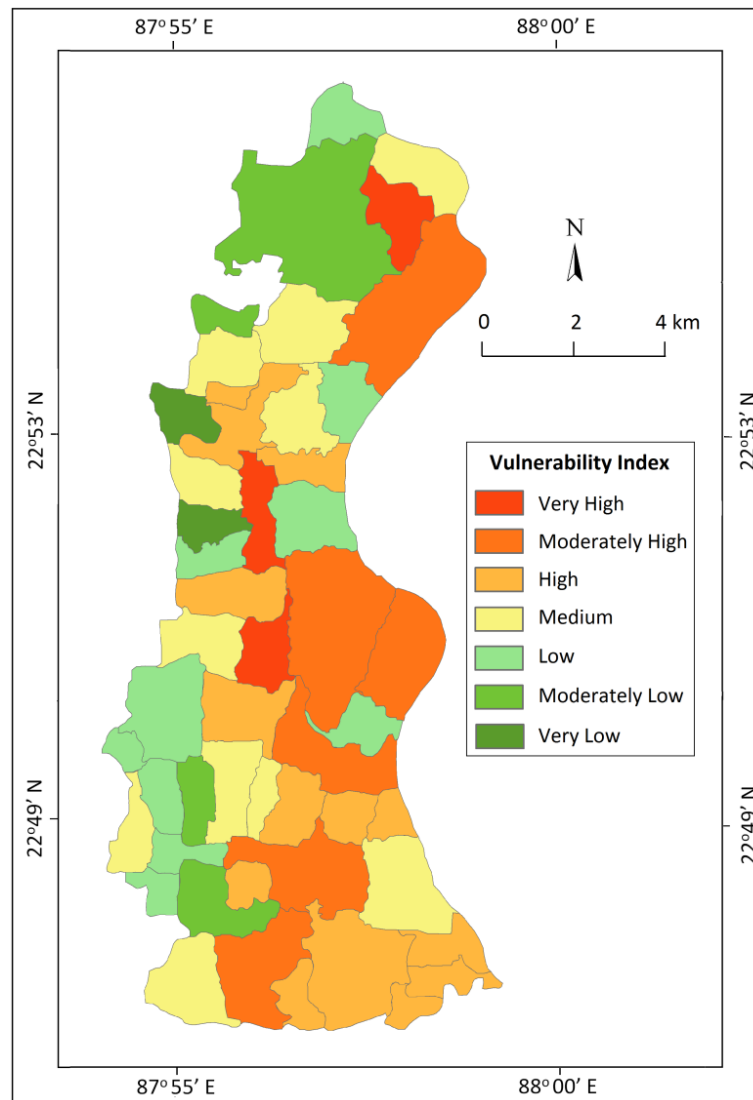 87°55′ E
88°00′ E
N
0 2 4 km
22°53′ N
22°53′ N
Vulnerability Index
Very High
Moderately High
High
Medium
Low
Moderately Low
Very Low
22°49′ N
22°49′ N
87°55′ E
88°00′ E